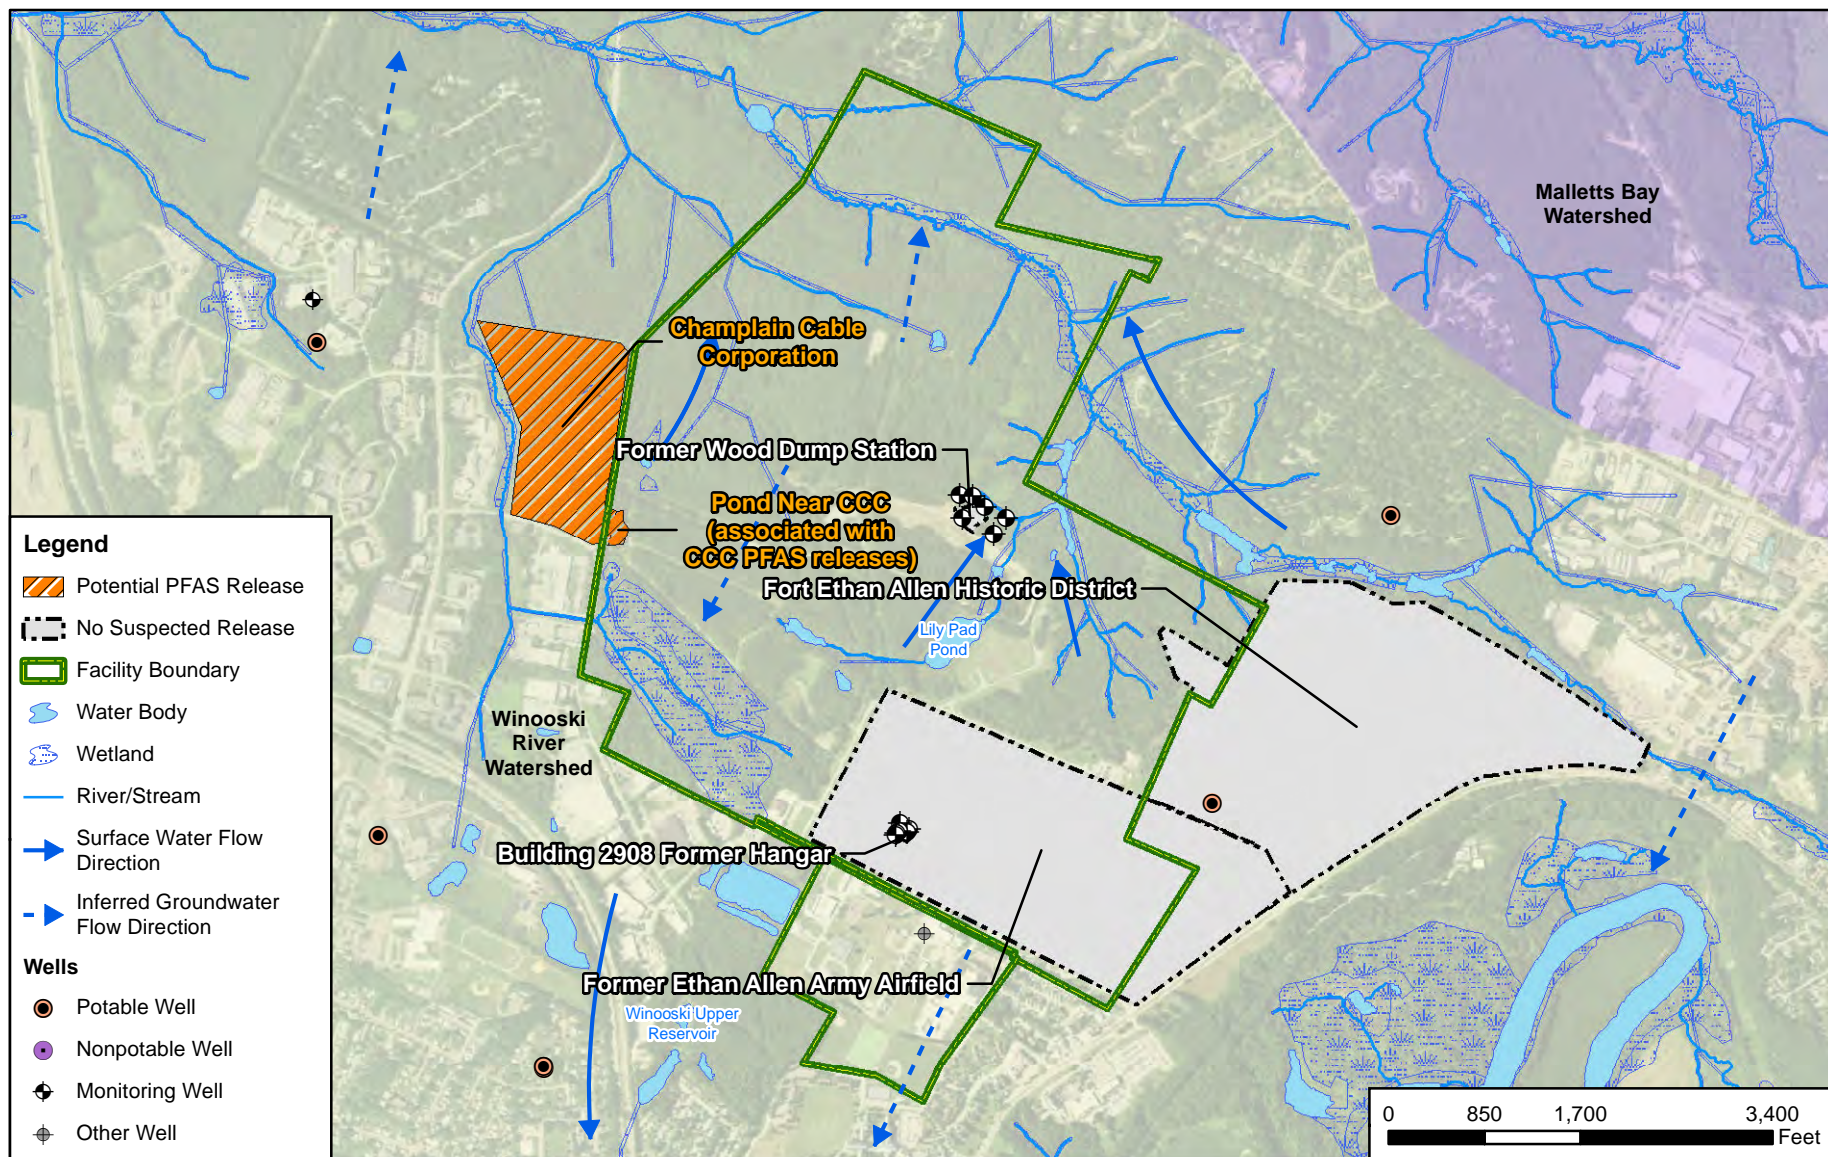 Malletts Bay
Watershed
Champlain Cable
Corporation
Former Wood Dump Station
Pond Near CCC
(associated with
CCC PFAS releases)
Fort Ethan Allen Historic District
Lily Pad
Pond
Winooski
River
Watershed
Building 2908 Former Hangar
Former Ethan Allen Army Airfield
Winooski Upper
Reservoir
Legend
Potential PFAS Release
No Suspected Release
Facility Boundary
Water Body
Wetland
River/Stream
Surface Water Flow
Direction
Inferred Groundwater
Flow Direction
Wells
Potable Well
Nonpotable Well
Monitoring Well
Other Well
0 850 1,700 3,400
Feet